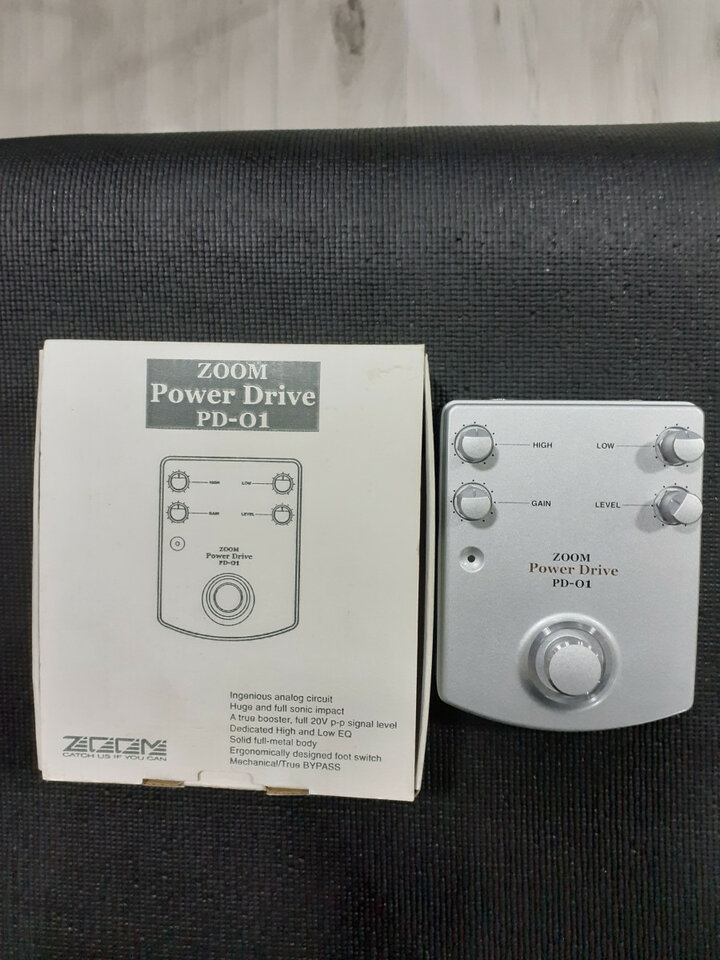 ZOOM
Power Drive
PD-01
HIGH
LOW
GAIN
LEVEL
ZOOM
Power Drive
PD-01
Ingenious analog circuit
Huge and full sonic impact
A true booster, full 20V p-p signal level
Dedicated High and Low EQ
Solid full-metal body
Ergonomically designed foot switch
Mechanical/True BYPASS
ZOOM
CATCH US IF YOU CAN
HIGH
LOW
GAIN
LEVEL
ZOOM
Power Drive
PD-01